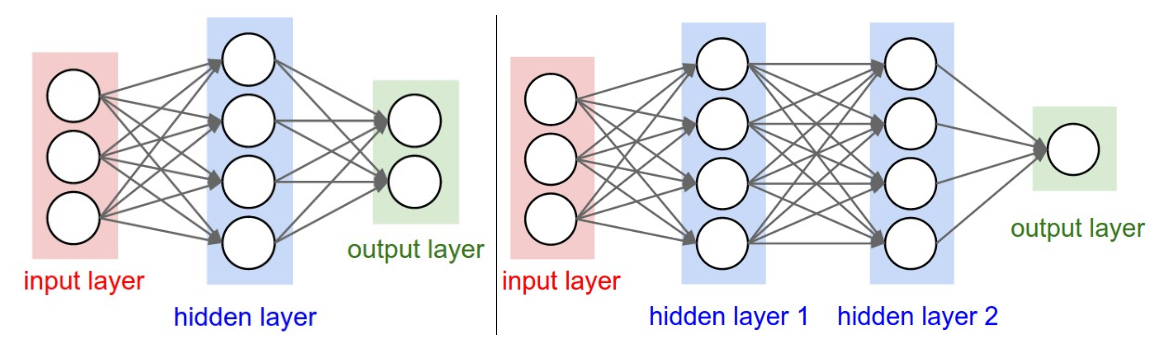 input layer
hidden layer
output layer
input layer
hidden layer 1
hidden layer 2
output layer